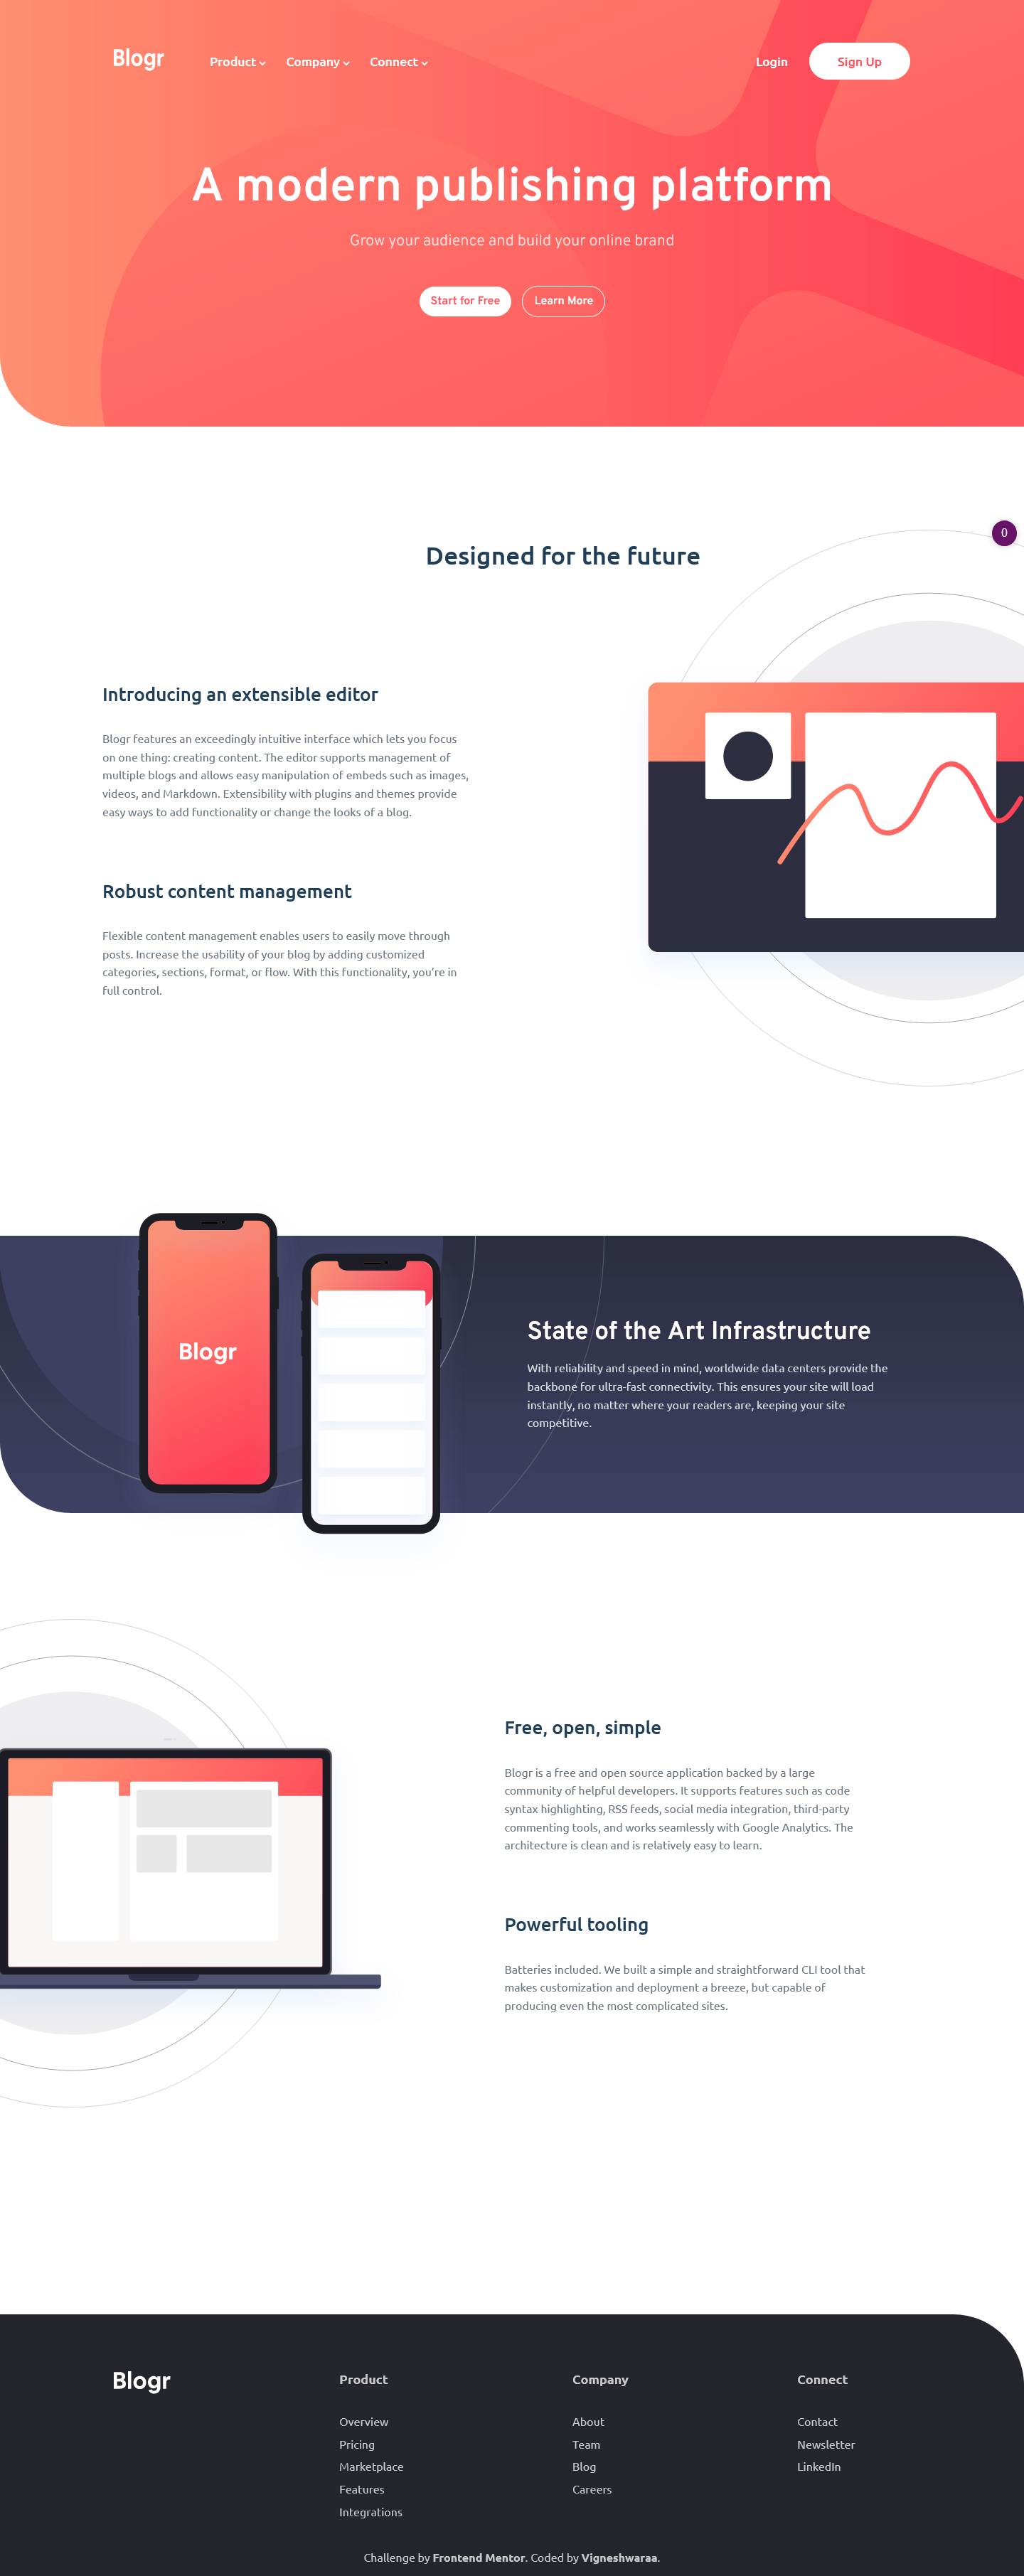 Blogr
Product
Company
Connect
Login
Sign Up
A modern publishing platform
Grow your audience and build your online brand
Start for Free
Learn More
0
Designed for the future
Introducing an extensible editor
Blogr features an exceedingly intuitive interface which lets you focus
on one thing: creating content. The editor supports management of
multiple blogs and allows easy manipulation of embeds such as images,
videos, and Markdown. Extensibility with plugins and themes provide
easy ways to add functionality or change the looks of a blog.
Robust content management
Flexible content management enables users to easily move through
posts. Increase the usability of your blog by adding customized
categories, sections, format, or flow. With this functionality, you’re in
full control.
Blogr
State of the Art Infrastructure
With reliability and speed in mind, worldwide data centers provide the
backbone for ultra-fast connectivity. This ensures your site will load
instantly, no matter where your readers are, keeping your site
competitive.
Free, open, simple
Blogr is a free and open source application backed by a large
community of helpful developers. It supports features such as code
syntax highlighting, RSS feeds, social media integration, third-party
commenting tools, and works seamlessly with Google Analytics. The
architecture is clean and is relatively easy to learn.
Powerful tooling
Batteries included. We built a simple and straightforward CLI tool that
makes customization and deployment a breeze, but capable of
producing even the most complicated sites.
Blogr
Product
Overview
Pricing
Marketplace
Features
Integrations
Company
About
Team
Blog
Careers
Connect
Contact
Newsletter
LinkedIn
Challenge by Frontend Mentor. Coded by Vigneshwaraa.